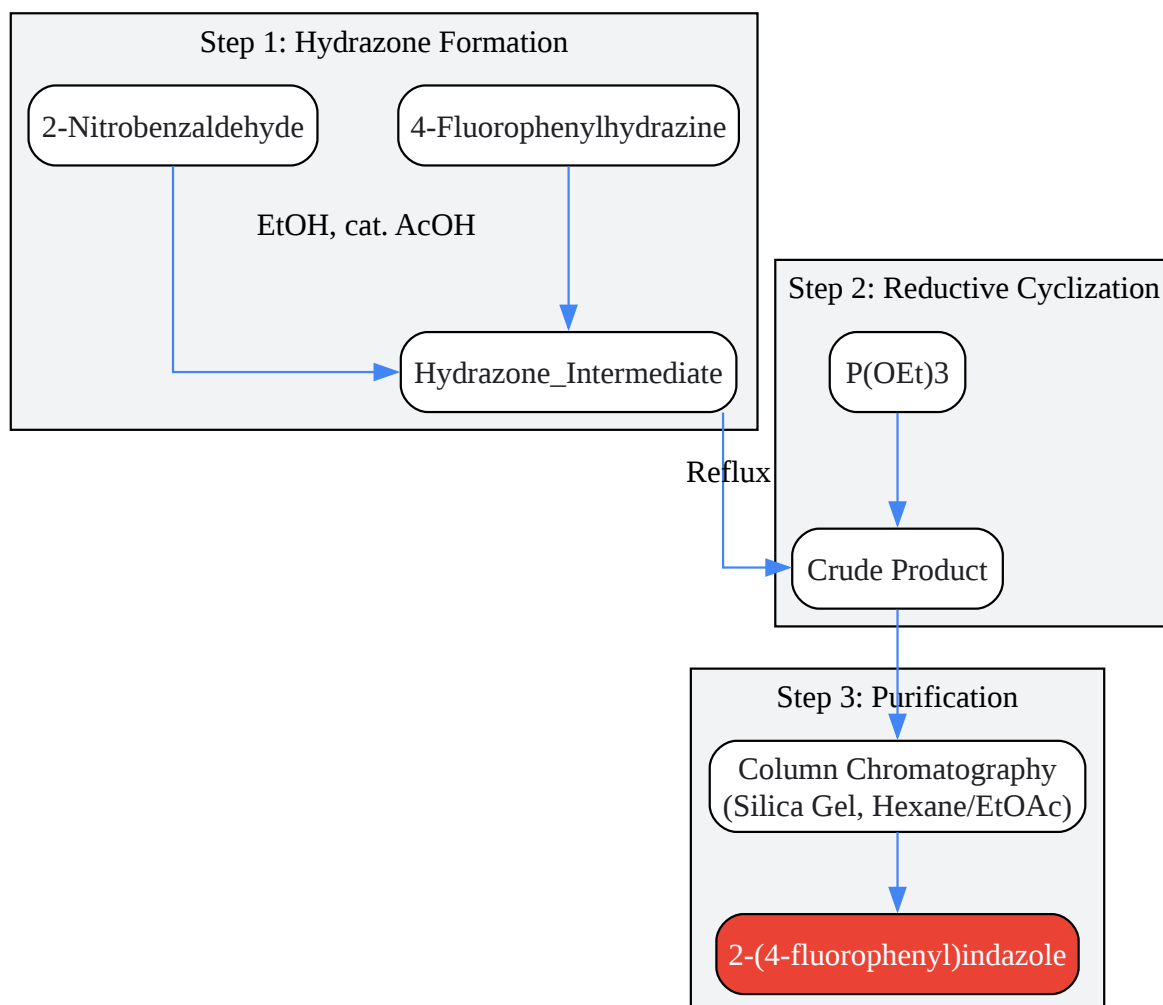 Step 1: Hydrazone Formation
2-Nitrobenzaldehyde
4-Fluorophenylhydrazine
EtOH, cat. AcOH
Hydrazone_Intermediate
Step 2: Reductive Cyclization
P(OEt)3
Reflux
Crude Product
Step 3: Purification
Column Chromatography
(Silica Gel, Hexane/EtOAc)
2-(4-fluorophenyl)indazole